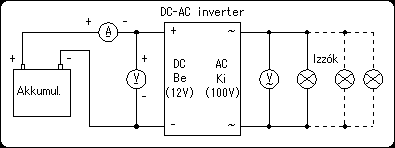 DC-AC inverter
+ A -
+ ~
+ -
+
V
-
DC AC
Be Ki
(12V) (100V)
V
Izzók
Akkumul.
- ~